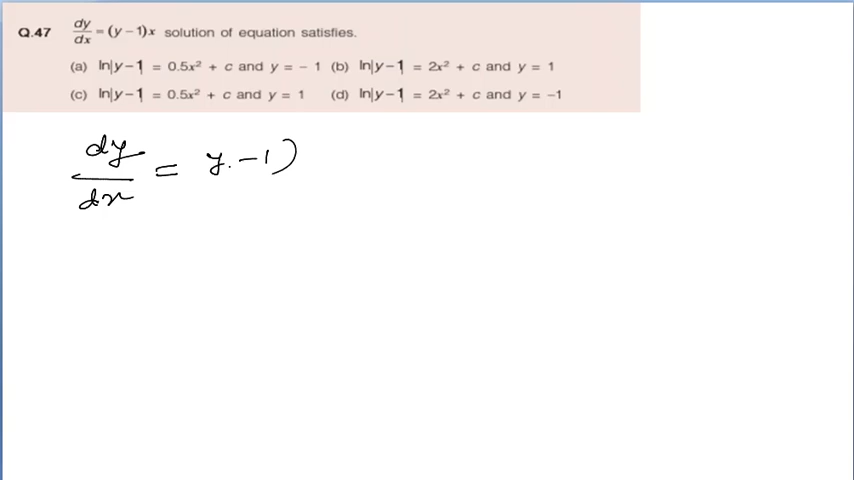 Q.47 dy/dx = (y − 1)x solution of equation satisfies.
(a) ln|y−1| = 0.5x² + c and y = − 1 (b) ln|y−1| = 2x² + c and y = 1
(c) ln|y−1| = 0.5x² + c and y = 1 (d) ln|y−1| = 2x² + c and y = −1
dy/dx = y.−1)